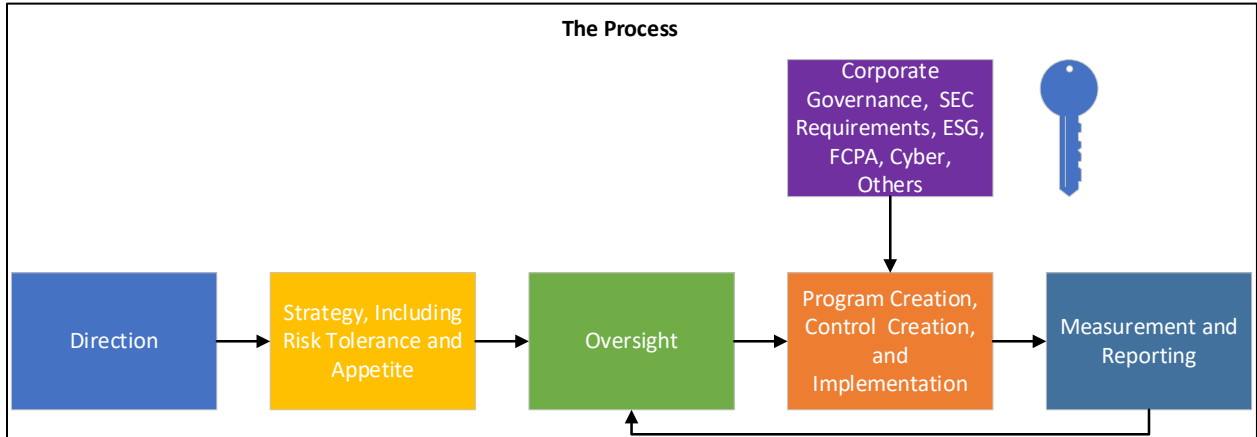 The Process
Corporate
Governance,  SEC
Requirements, ESG,
FCPA, Cyber,
Others
Direction
Strategy, Including
Risk Tolerance and
Appetite
Oversight
Program Creation,
Control  Creation,
and
Implementation
Measurement and
Reporting